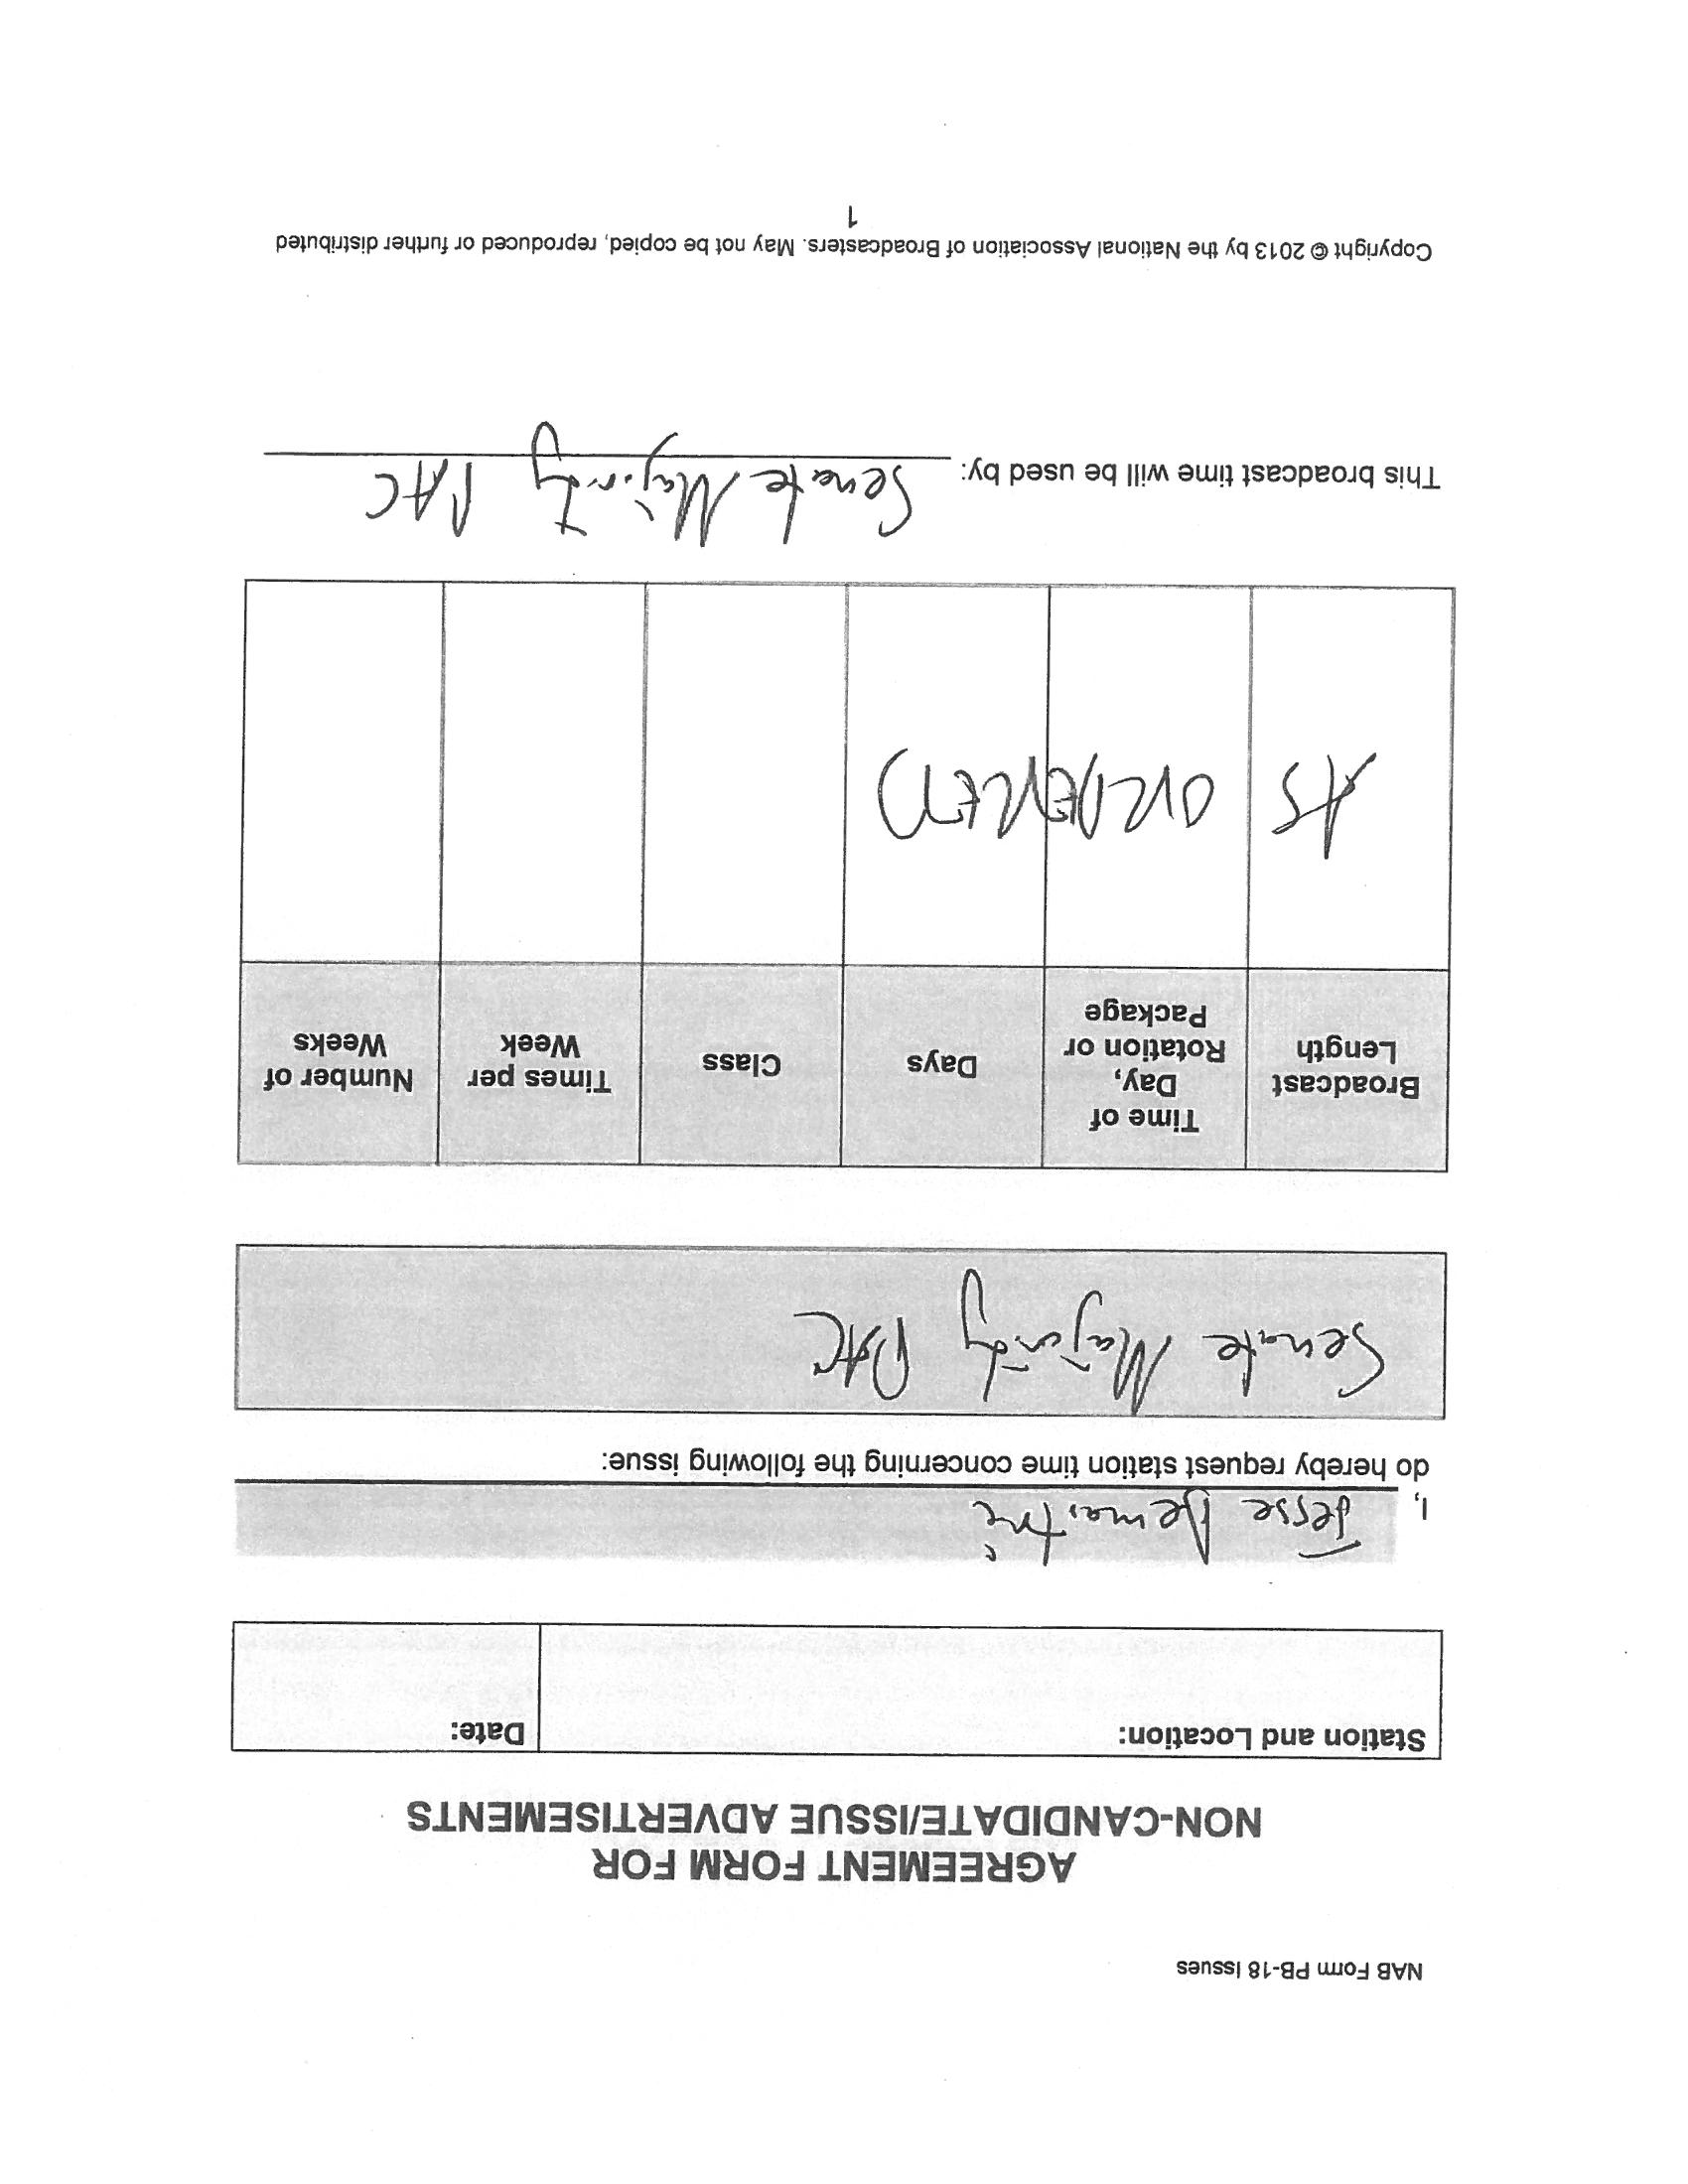 NAB Form PB-18 Issues
AGREEMENT FORM FOR
NON-CANDIDATE/ISSUE ADVERTISEMENTS
Station and Location:
Date:
I, Jesse Demastrie
do hereby request station time concerning the following issue:
Senate Majority PAC
Broadcast Length
Time of Day, Rotation or Package
Days
Class
Times per Week
Number of Weeks
AS ORDERED
This broadcast time will be used by: Senate Majority PAC
Copyright © 2013 by the National Association of Broadcasters. May not be copied, reproduced or further distributed
1